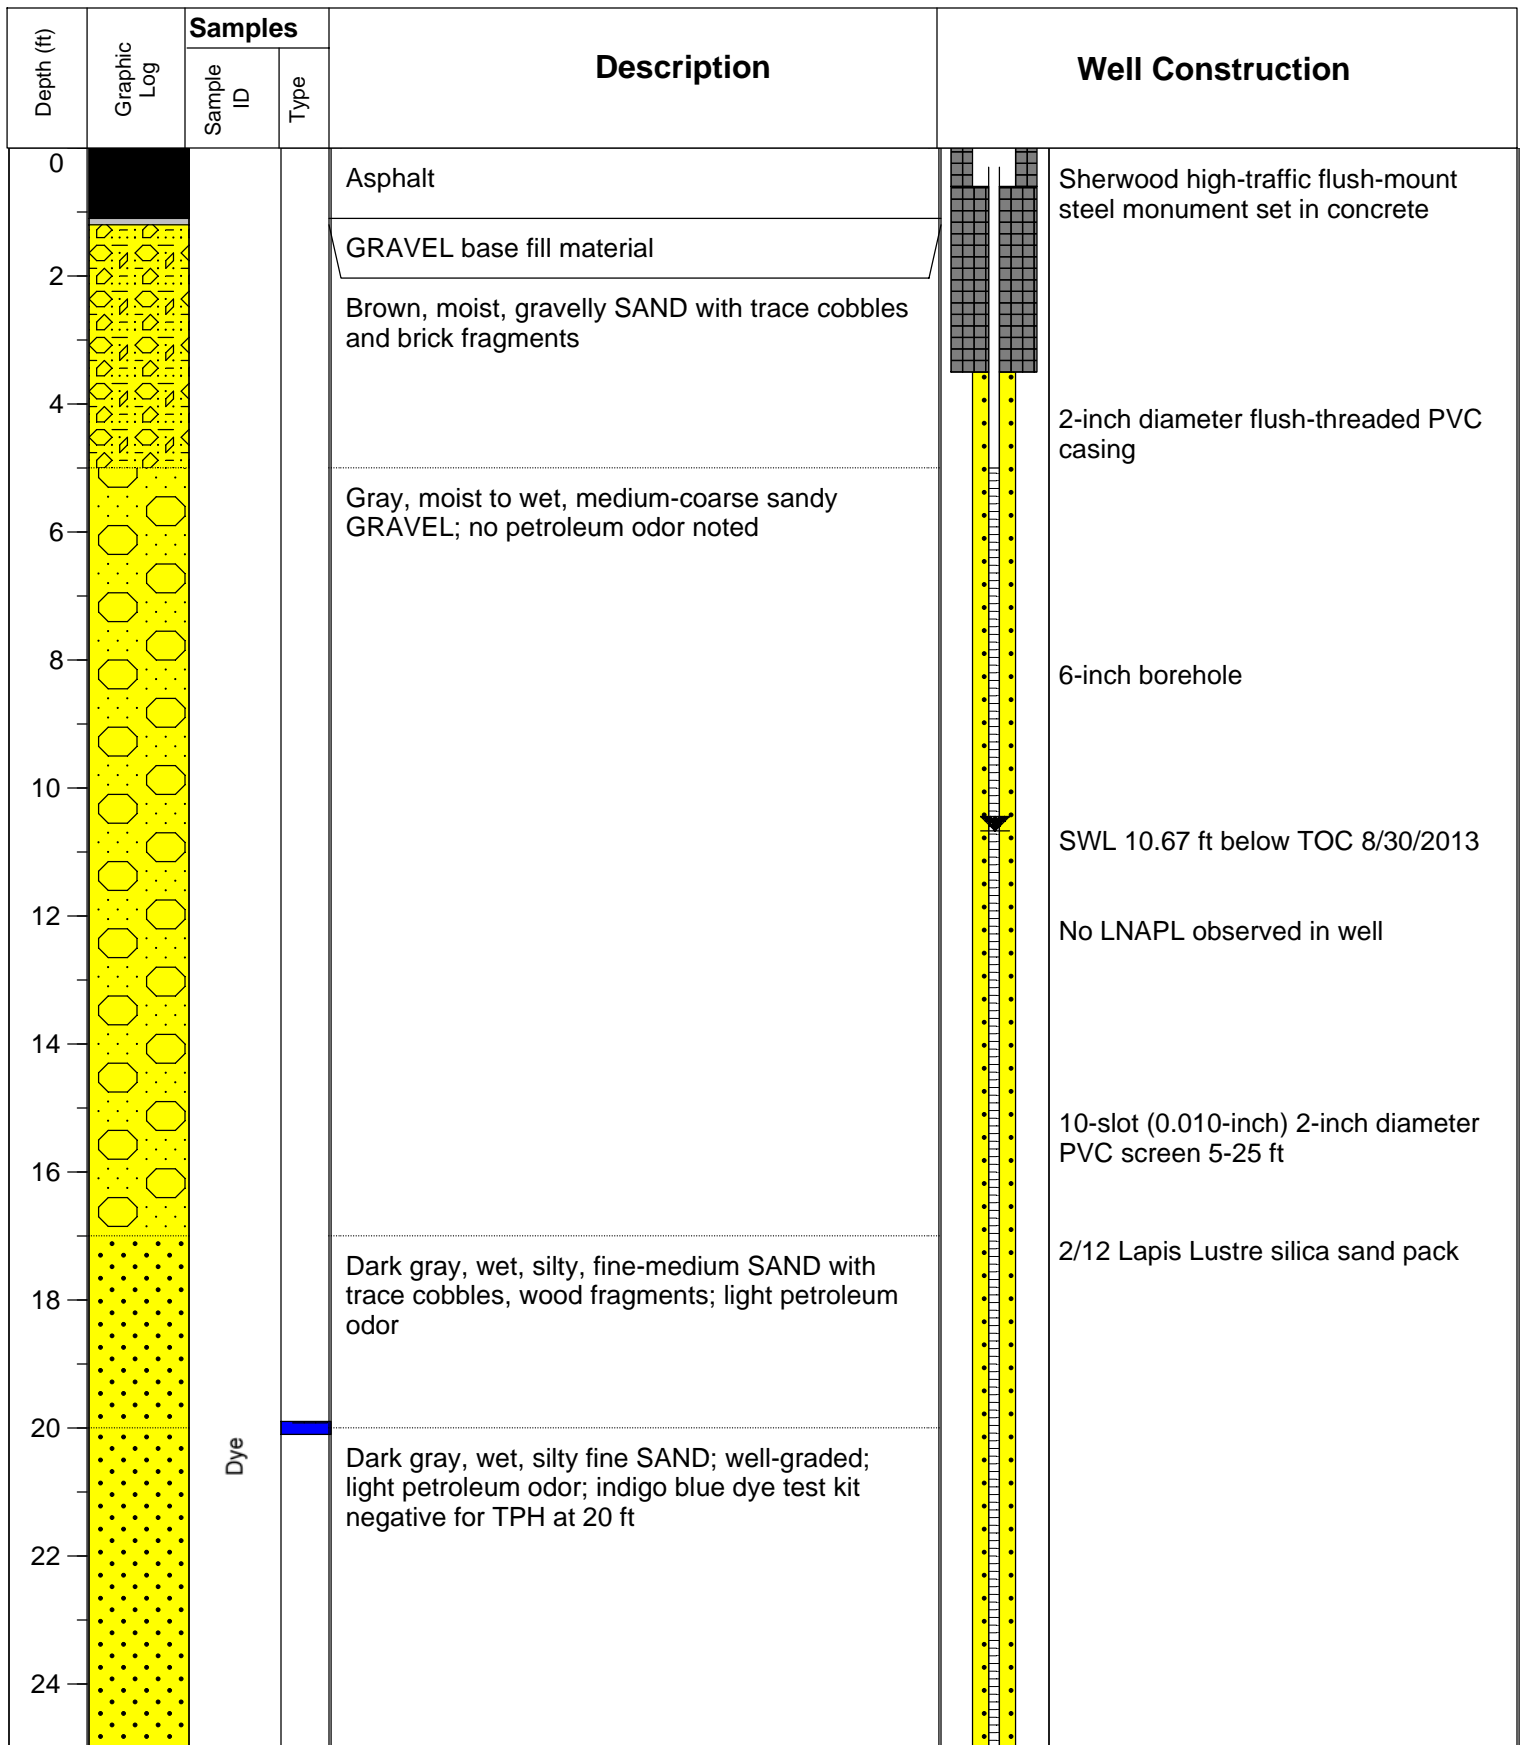 Depth (ft)
Graphic
Log
Samples
Sample
ID
Type
Description
Well Construction
0
Asphalt
Sherwood high-traffic flush-mount
steel monument set in concrete
GRAVEL base fill material
2
Brown, moist, gravelly SAND with trace cobbles
and brick fragments
4
2-inch diameter flush-threaded PVC
casing
Gray, moist to wet, medium-coarse sandy
GRAVEL; no petroleum odor noted
6
8
6-inch borehole
10
SWL 10.67 ft below TOC 8/30/2013
12
No LNAPL observed in well
14
10-slot (0.010-inch) 2-inch diameter
PVC screen 5-25 ft
16
2/12 Lapis Lustre silica sand pack
Dark gray, wet, silty, fine-medium SAND with
trace cobbles, wood fragments; light petroleum
odor
18
20
Dye
Dark gray, wet, silty fine SAND; well-graded;
light petroleum odor; indigo blue dye test kit
negative for TPH at 20 ft
22
24